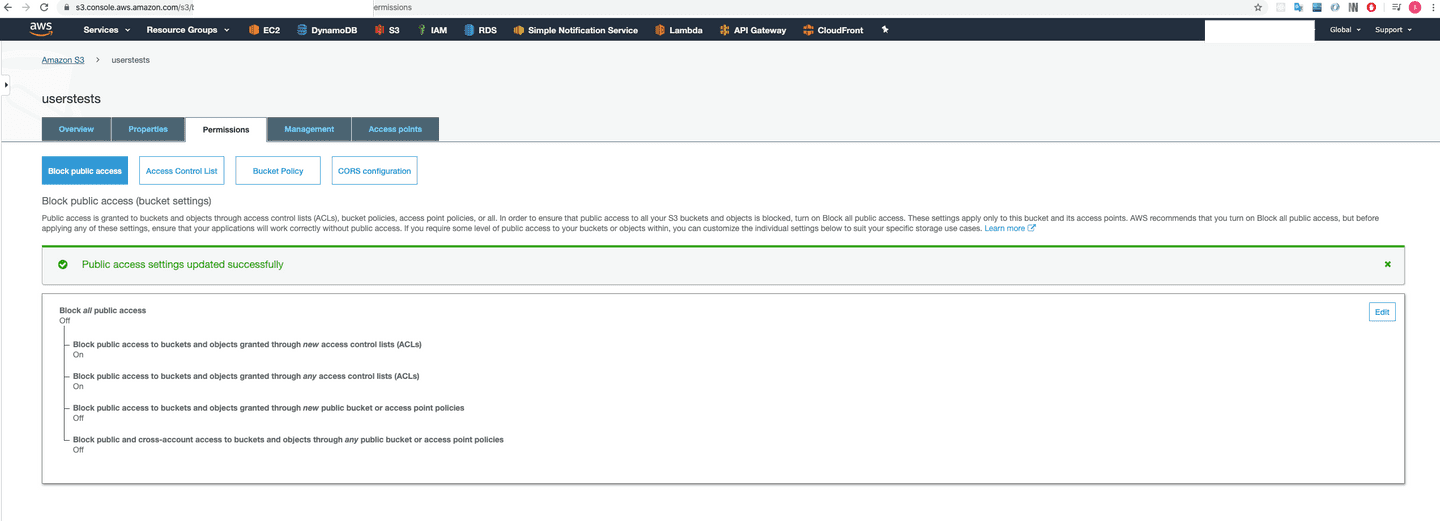 s3.console.aws.amazon.com/s3/ ermissions
aws Services Resource Groups EC2 DynamoDB S3 IAM RDS Simple Notification Service Lambda API Gateway CloudFront Global Support
Amazon S3 > userstests
userstests
Overview Properties Permissions Management Access points
Block public access Access Control List Bucket Policy CORS configuration
Block public access (bucket settings)
Public access is granted to buckets and objects through access control lists (ACLs), bucket policies, access point policies, or all. In order to ensure that public access to all your S3 buckets and objects is blocked, turn on Block all public access. These settings apply only to this bucket and its access points. AWS recommends that you turn on Block all public access, but before
applying any of these settings, ensure that your applications will work correctly without public access. If you require some level of public access to your buckets or objects within, you can customize the individual settings below to suit your specific storage use cases. Learn more
Public access settings updated successfully
Block all public access Edit
Off
Block public access to buckets and objects granted through new access control lists (ACLs)
On
Block public access to buckets and objects granted through any access control lists (ACLs)
On
Block public access to buckets and objects granted through new public bucket or access point policies
Off
Block public and cross-account access to buckets and objects through any public bucket or access point policies
Off